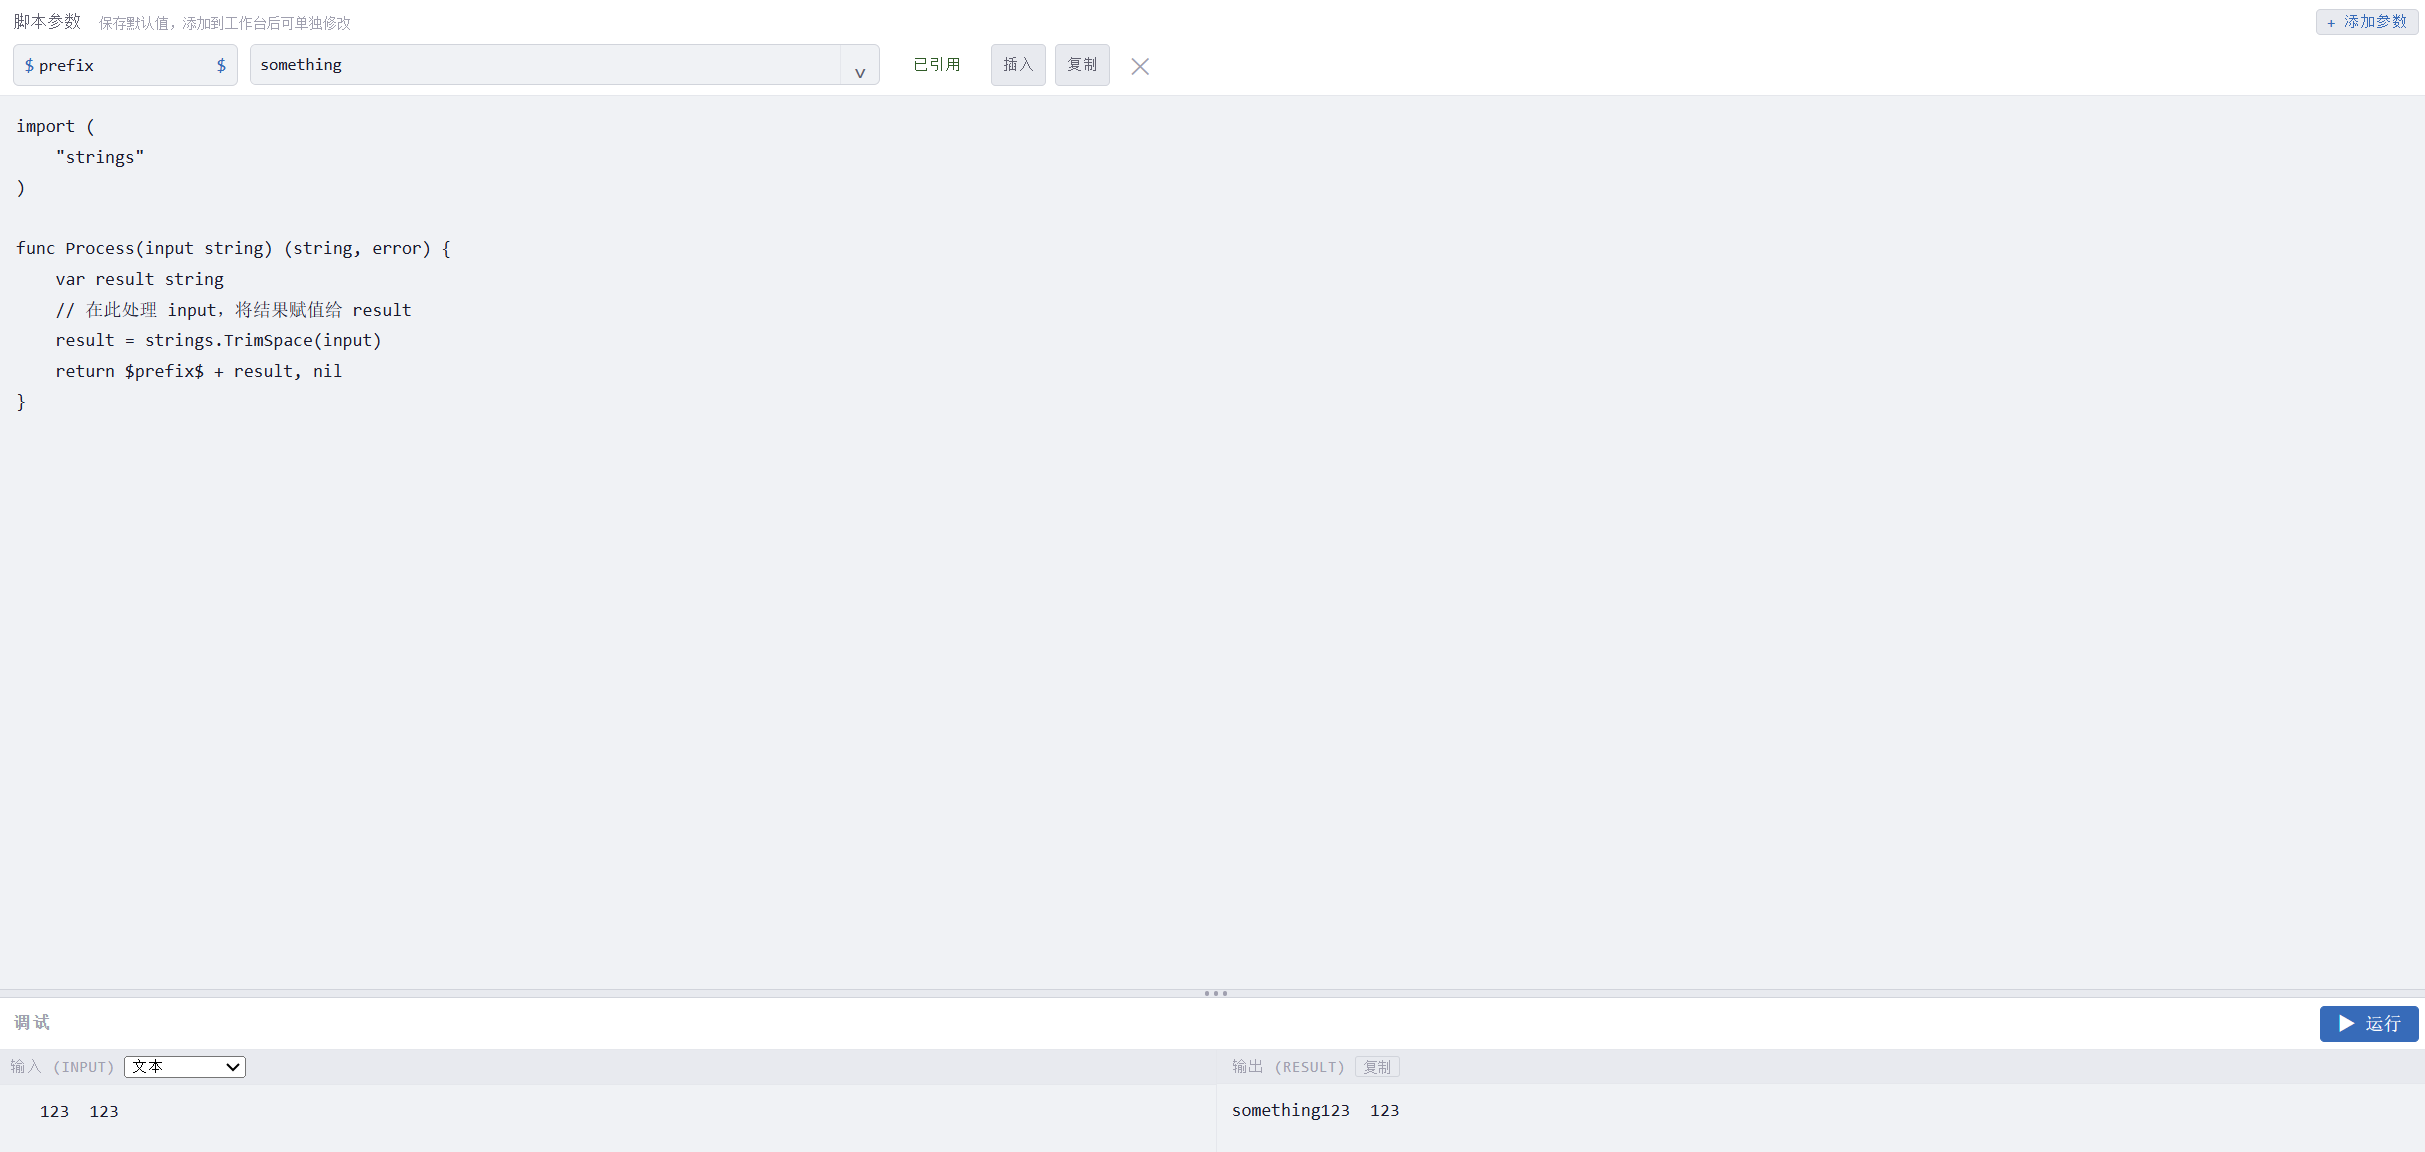 脚本参数 保存默认值，添加到工作台后可单独修改 + 添加参数
$ prefix $ something 已引用 插入 复制
import (
    "strings"
)
func Process(input string) (string, error) {
    var result string
    // 在此处理 input，将结果赋值给 result
    result = strings.TrimSpace(input)
    return $prefix$ + result, nil
}
调试 运行
输入 (INPUT) 文本 输出 (RESULT) 复制
123  123 something123  123